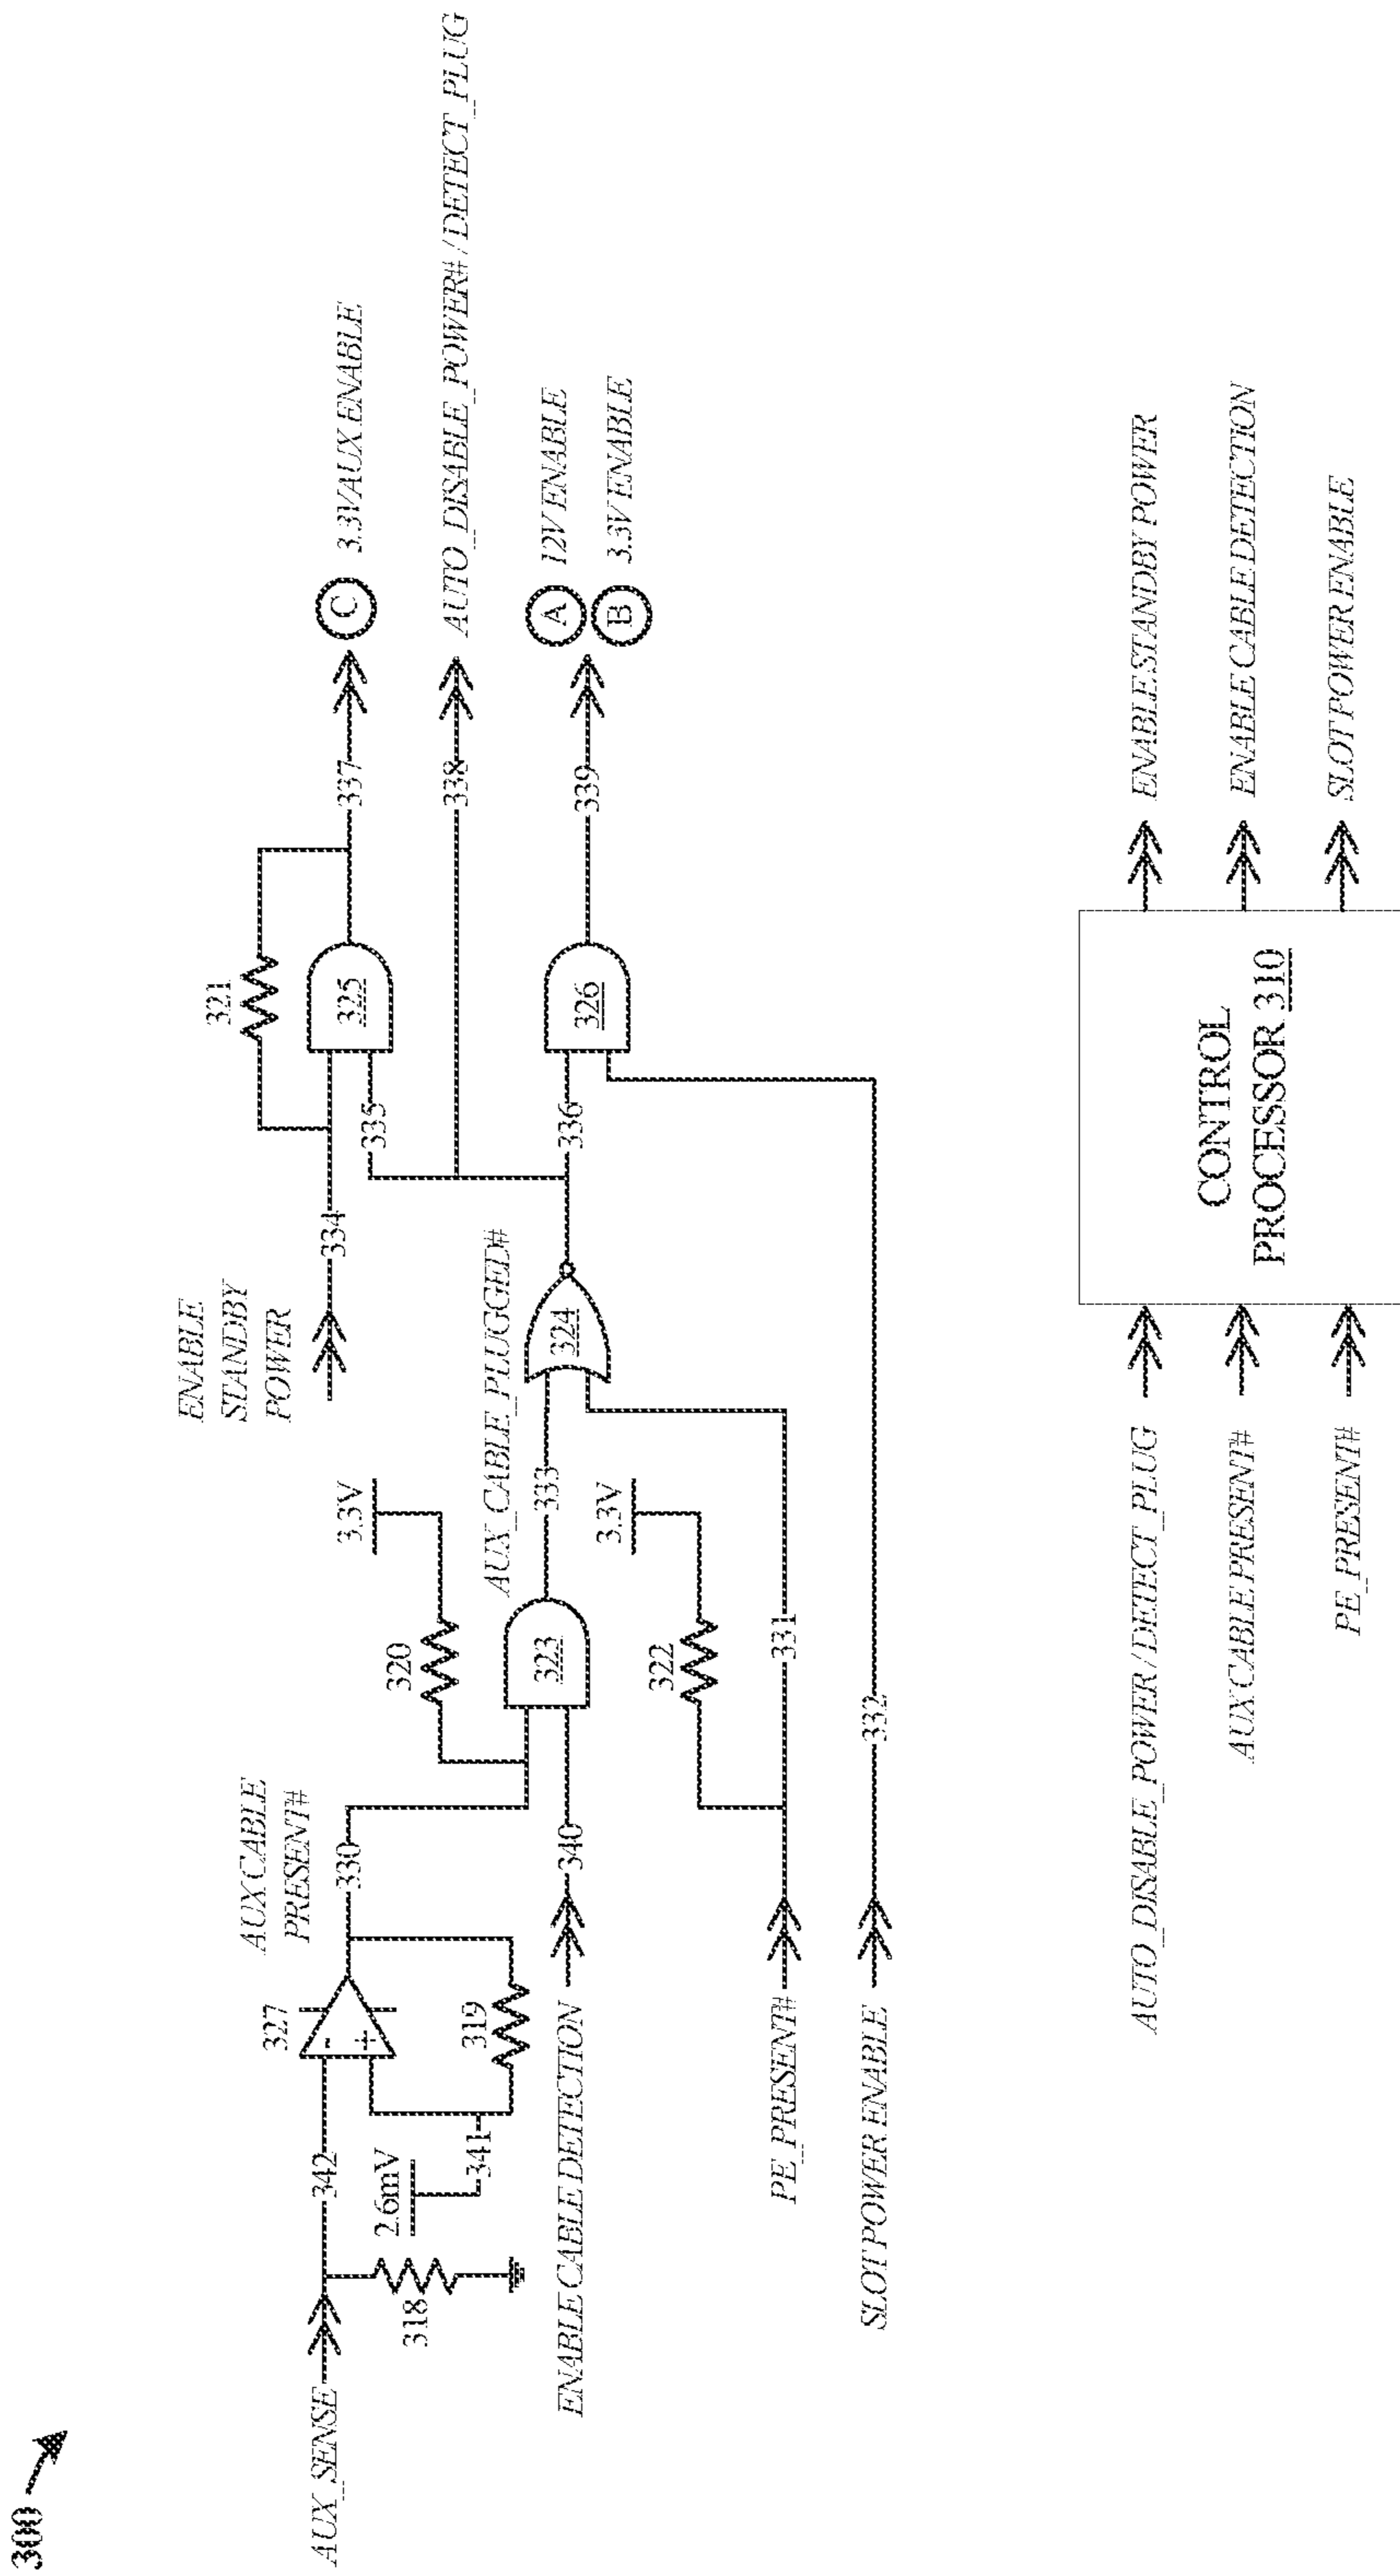 300
AUX_SENSE
342
318
2.6mV
341
327
-
+
319
AUX CABLE
PRESENT#
330
320
3.3V
ENABLE CABLE DETECTION
340
323
AUX_CABLE_PLUGGED#
333
324
322
3.3V
PE_PRESENT#
331
SLOT POWER ENABLE
332
ENABLE
STANDBY
POWER
334
321
325
335
336
326
337
C
3.3VAUX ENABLE
338
AUTO_DISABLE_POWER# / DETECT_PLUG
339
A
12V ENABLE
B
3.3V ENABLE
AUTO_DISABLE_POWER / DETECT_PLUG
AUX CABLE PRESENT#
PE_PRESENT#
CONTROL
PROCESSOR 310
ENABLE STANDBY POWER
ENABLE CABLE DETECTION
SLOT POWER ENABLE